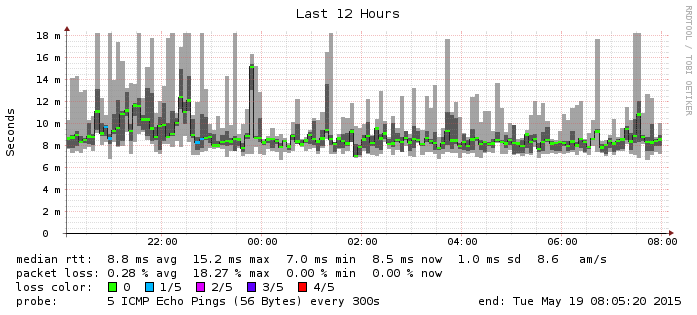 Last 12 Hours
RRDTOOL / TOBI OETIKER
Seconds
18 m
16 m
14 m
12 m
10 m
8 m
6 m
4 m
2 m
0
22:00 00:00 02:00 04:00 06:00 08:00
median rtt: 8.8 ms avg 15.2 ms max 7.0 ms min 8.5 ms now 1.0 ms sd 8.6 am/s
packet loss: 0.28 % avg 18.27 % max 0.00 % min 0.00 % now
loss color: 0 1/5 2/5 3/5 4/5
probe: 5 ICMP Echo Pings (56 Bytes) every 300s end: Tue May 19 08:05:20 2015